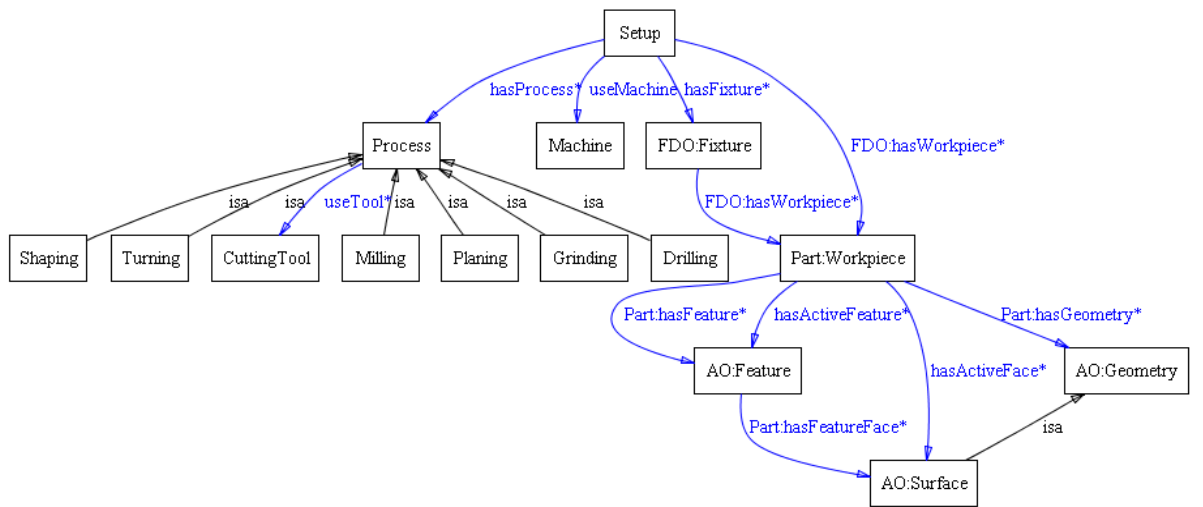 Setup
hasProcess*
useMachine
hasFixture*
Process
Machine
FDO:Fixture
FDO:hasWorkpiece*
isa
isa
useTool*
isa
isa
isa
isa
FDO:hasWorkpiece*
Shaping
Turning
CuttingTool
Milling
Planing
Grinding
Drilling
Part:Workpiece
Part:hasFeature*
hasActiveFeature*
Part:hasGeometry*
AO:Feature
hasActiveFace*
AO:Geometry
Part:hasFeatureFace*
isa
AO:Surface